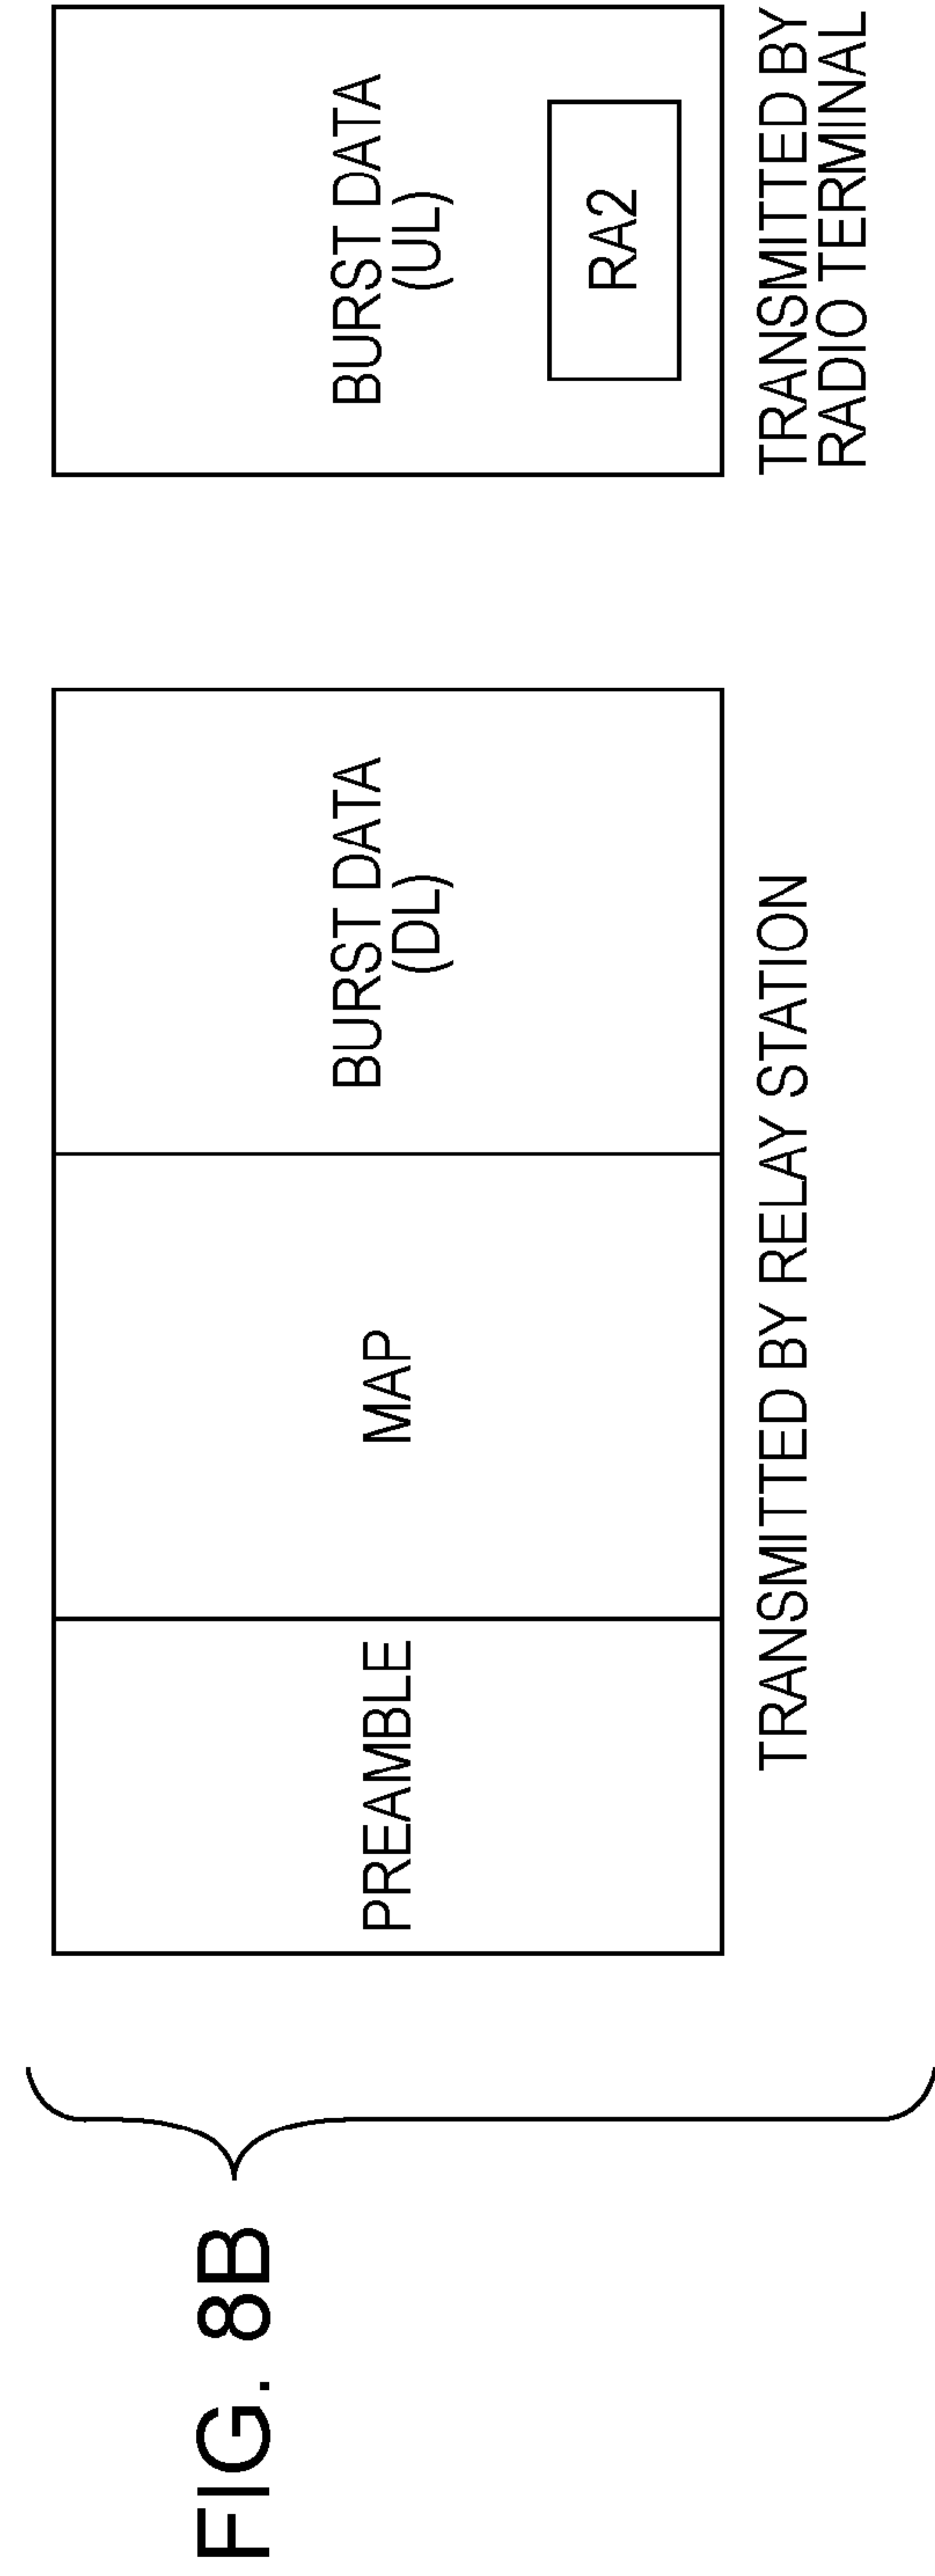 FIG. 8B
PREAMBLE
MAP
BURST DATA
(DL)
TRANSMITTED BY RELAY STATION
BURST DATA
(UL)
RA2
TRANSMITTED BY
RADIO TERMINAL